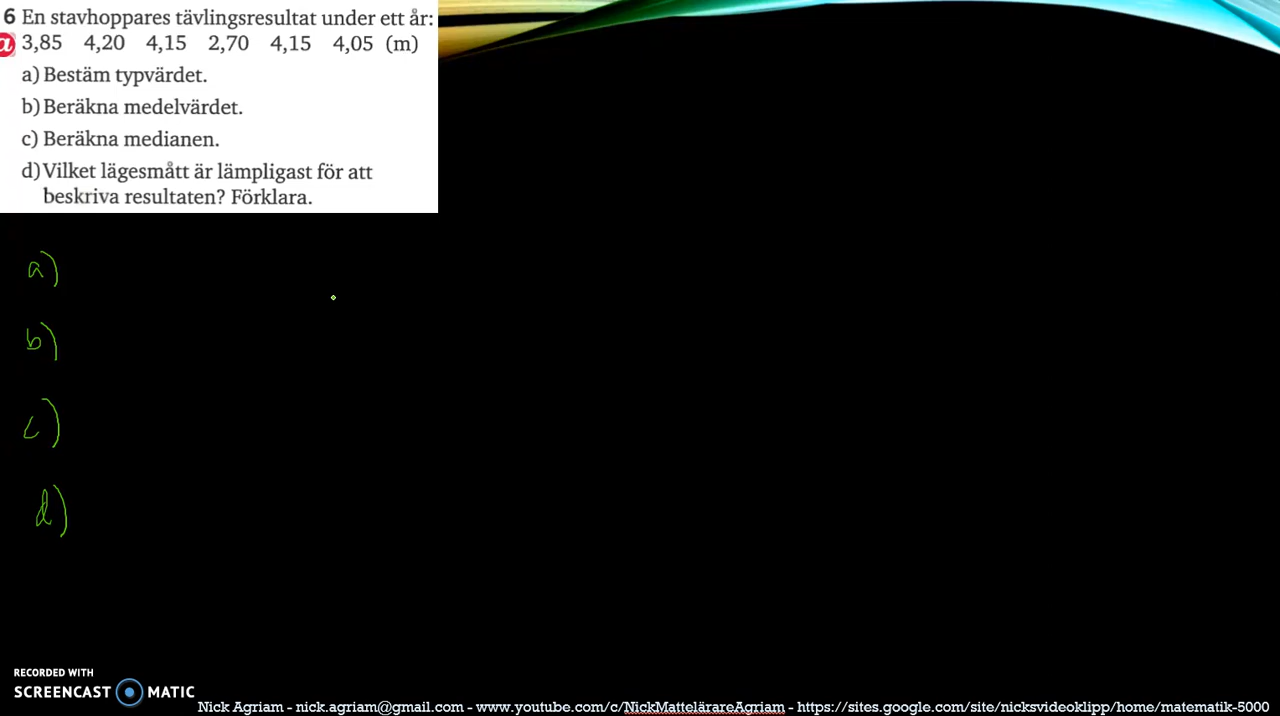 6 En stavhoppares tävlingsresultat under ett år:
a 3,85 4,20 4,15 2,70 4,15 4,05 (m)
a) Bestäm typvärdet.
b) Beräkna medelvärdet.
c) Beräkna medianen.
d) Vilket lägesmått är lämpligast för att
beskriva resultaten? Förklara.
a)
b)
c)
d)
RECORDED WITH
SCREENCAST MATIC
Nick Agriam - nick.agriam@gmail.com - www.youtube.com/c/NickMattelärareAgriam - https://sites.google.com/site/nicksvideoklipp/home/matematik-5000